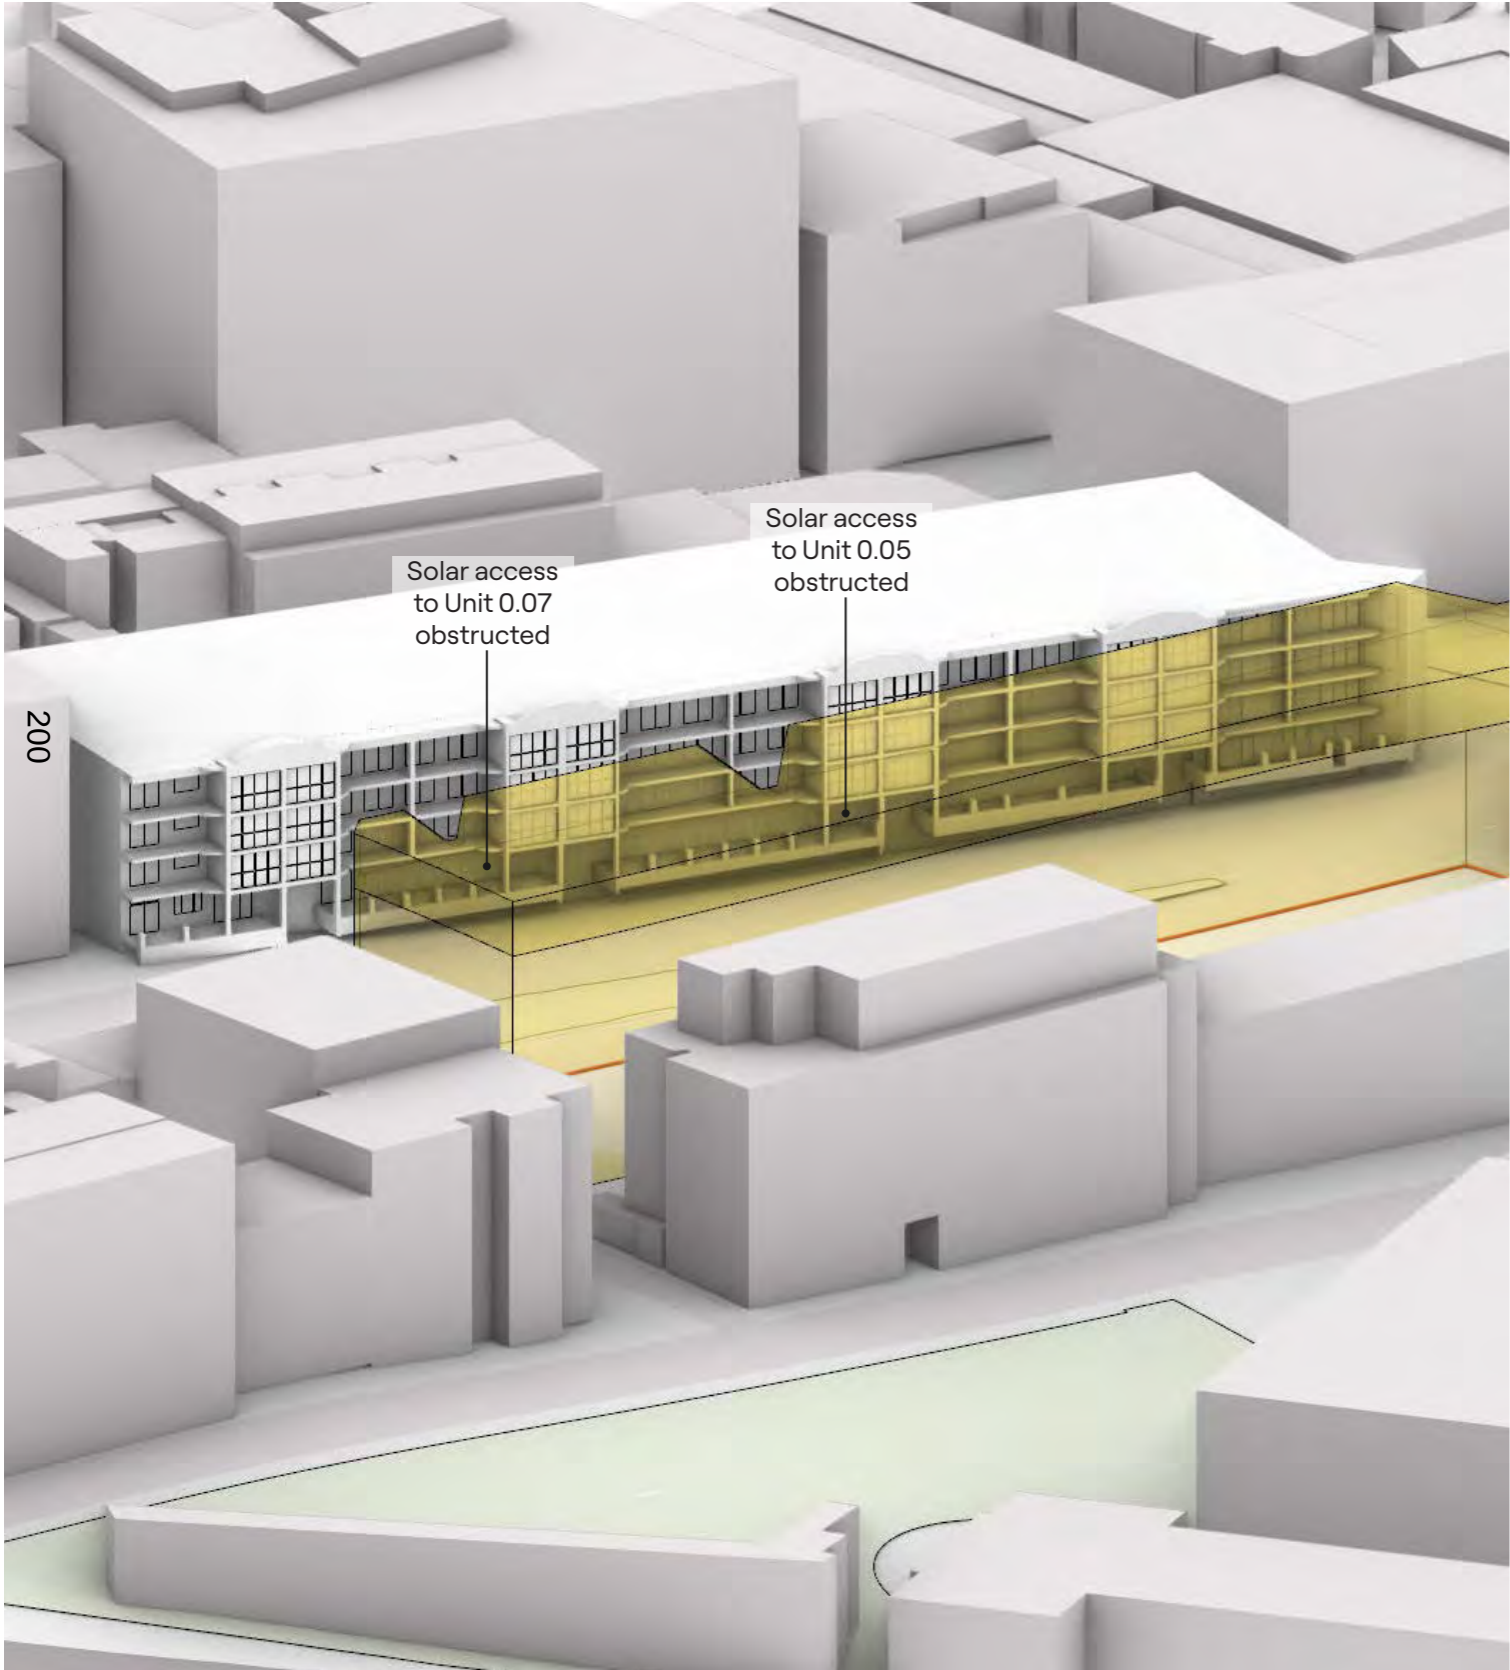 Solar access
to Unit 0.05
obstructed
Solar access
to Unit 0.07
obstructed
200